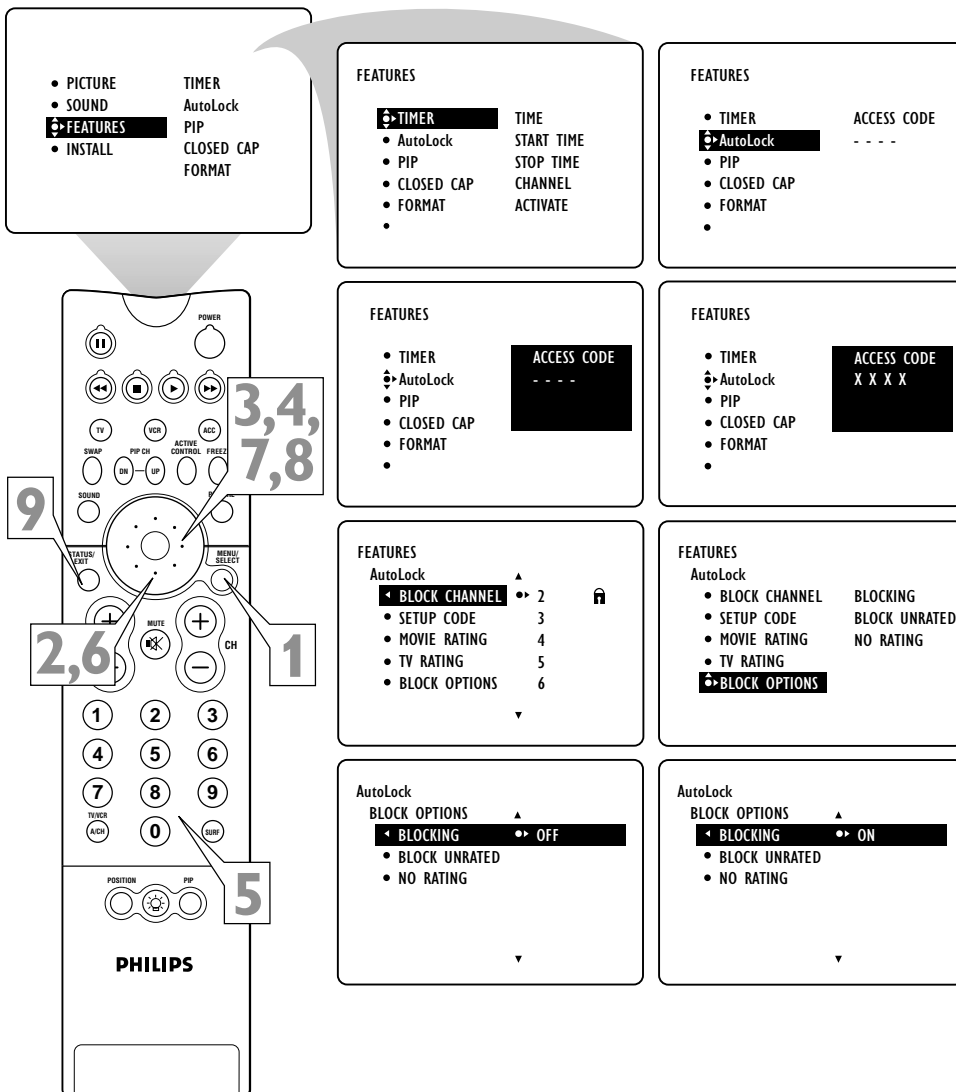 PICTURE TIMER
SOUND AutoLock
FEATURES PIP
INSTALL CLOSED CAP
FORMAT
FEATURES
TIMER TIME
AutoLock START TIME
PIP STOP TIME
CLOSED CAP CHANNEL
FORMAT ACTIVATE
FEATURES
TIMER ACCESS CODE
AutoLock - - - -
PIP
CLOSED CAP
FORMAT
FEATURES
TIMER ACCESS CODE
AutoLock - - - -
PIP
CLOSED CAP
FORMAT
FEATURES
TIMER ACCESS CODE
AutoLock X X X X
PIP
CLOSED CAP
FORMAT
FEATURES
AutoLock
BLOCK CHANNEL 2
SETUP CODE 3
MOVIE RATING 4
TV RATING 5
BLOCK OPTIONS 6
FEATURES
AutoLock
BLOCK CHANNEL BLOCKING
SETUP CODE BLOCK UNRATED
MOVIE RATING NO RATING
TV RATING
BLOCK OPTIONS
AutoLock
BLOCK OPTIONS
BLOCKING OFF
BLOCK UNRATED
NO RATING
AutoLock
BLOCK OPTIONS
BLOCKING ON
BLOCK UNRATED
NO RATING
POWER
TV VCR ACC
SWAP PIP CH ACTIVE CONTROL FREEZ
DN UP
3,4,
7,8
SOUND
9
STATUS/
EXIT
MENU/
SELECT
MUTE
CH
2,6
1
1 2 3
4 5 6
7 8 9
TV/VCR
A/CH 0 SURF
5
POSITION PIP
PHILIPS